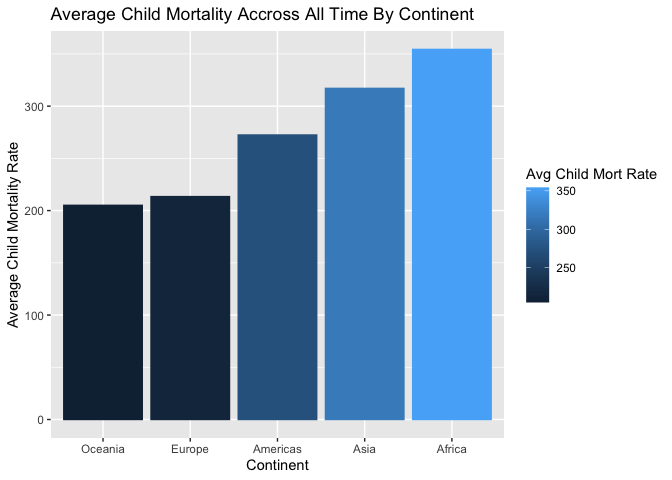 Average Child Mortality Accross All Time By Continent
Average Child Mortality Rate
300
200
100
0
Oceania Europe Americas Asia Africa
Continent
Avg Child Mort Rate
350
300
250